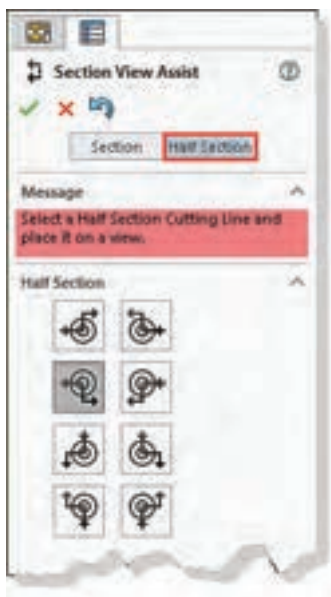 Section View Assist
Section Half Section
Message
Select a Half Section Cutting Line and
place it on a view.
Half Section